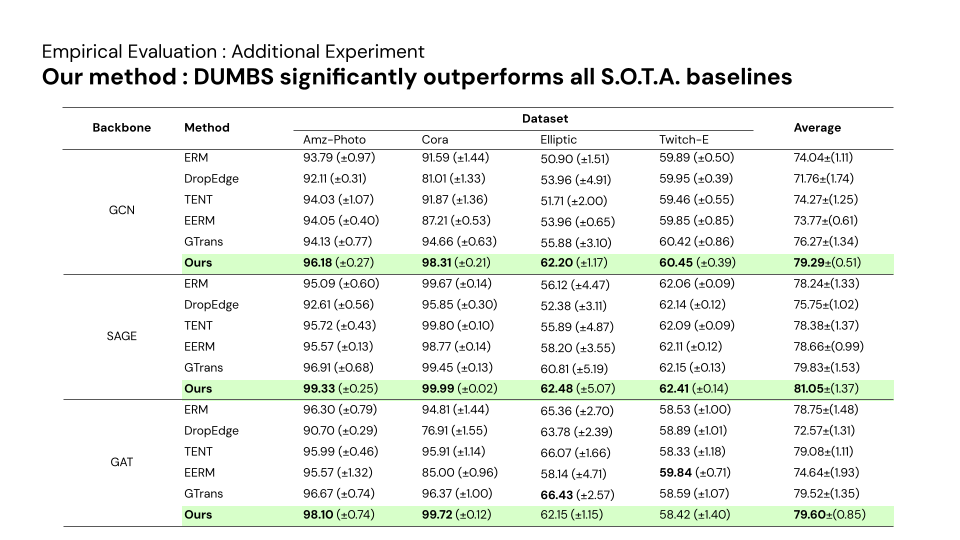 Empirical Evaluation : Additional Experiment
Our method : DUMBS significantly outperforms all S.O.T.A. baselines
Backbone Method Dataset Average
Amz-Photo Cora Elliptic Twitch-E
ERM 93.79 (±0.97) 91.59 (±1.44) 50.90 (±1.51) 59.89 (±0.50) 74.04±(1.11)
DropEdge 92.11 (±0.31) 81.01 (±1.33) 53.96 (±4.91) 59.95 (±0.39) 71.76±(1.74)
TENT 94.03 (±1.07) 91.87 (±1.36) 51.71 (±2.00) 59.46 (±0.55) 74.27±(1.25)
GCN
EERM 94.05 (±0.40) 87.21 (±0.53) 53.96 (±0.65) 59.85 (±0.85) 73.77±(0.61)
GTrans 94.13 (±0.77) 94.66 (±0.63) 55.88 (±3.10) 60.42 (±0.86) 76.27±(1.34)
Ours 96.18 (±0.27) 98.31 (±0.21) 62.20 (±1.17) 60.45 (±0.39) 79.29±(0.51)
ERM 95.09 (±0.60) 99.67 (±0.14) 56.12 (±4.47) 62.06 (±0.09) 78.24±(1.33)
DropEdge 92.61 (±0.56) 95.85 (±0.30) 52.38 (±3.11) 62.14 (±0.12) 75.75±(1.02)
TENT 95.72 (±0.43) 99.80 (±0.10) 55.89 (±4.87) 62.09 (±0.09) 78.38±(1.37)
SAGE
EERM 95.57 (±0.13) 98.77 (±0.14) 58.20 (±3.55) 62.11 (±0.12) 78.66±(0.99)
GTrans 96.91 (±0.68) 99.45 (±0.13) 60.81 (±5.19) 62.15 (±0.13) 79.83±(1.53)
Ours 99.33 (±0.25) 99.99 (±0.02) 62.48 (±5.07) 62.41 (±0.14) 81.05±(1.37)
ERM 96.30 (±0.79) 94.81 (±1.44) 65.36 (±2.70) 58.53 (±1.00) 78.75±(1.48)
DropEdge 90.70 (±0.29) 76.91 (±1.55) 63.78 (±2.39) 58.89 (±1.01) 72.57±(1.31)
TENT 95.99 (±0.46) 95.91 (±1.14) 66.07 (±1.66) 58.33 (±1.18) 79.08±(1.11)
GAT
EERM 95.57 (±1.32) 85.00 (±0.96) 58.14 (±4.71) 59.84 (±0.71) 74.64±(1.93)
GTrans 96.67 (±0.74) 96.37 (±1.00) 66.43 (±2.57) 58.59 (±1.07) 79.52±(1.35)
Ours 98.10 (±0.74) 99.72 (±0.12) 62.15 (±1.15) 58.42 (±1.40) 79.60±(0.85)